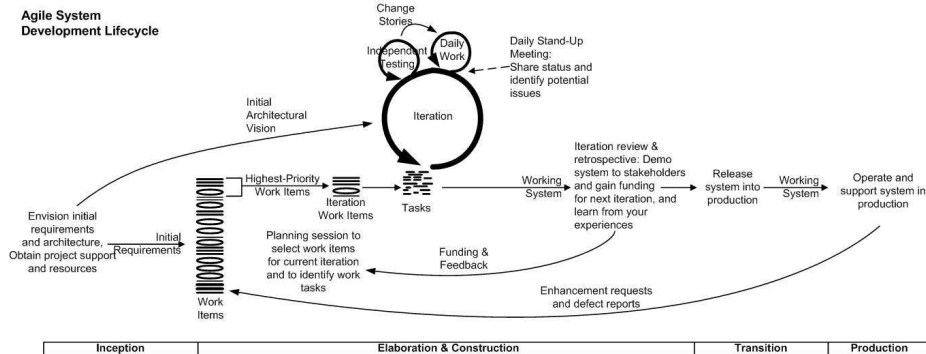 Agile System
Development Lifecycle
Change
Stories
Independent
Testing
Daily
Work
Daily Stand-Up
Meeting:
Share status and
identify potential
issues
Iteration
Initial
Architectural
Vision
Highest-Priority
Work Items
Iteration
Work Items
Tasks
Working
System
Iteration review &
retrospective: Demo
system to stakeholders
and gain funding
for next iteration, and
learn from your
experiences
Release
system into
production
Working
System
Operate and
support system in
production
Envision initial
requirements
and architecture,
Obtain project support
and resources
Initial
Requirements
Work
Items
Planning session to
select work items
for current iteration
and to identify work
tasks
Funding &
Feedback
Enhancement requests
and defect reports
Inception
Elaboration & Construction
Transition
Production